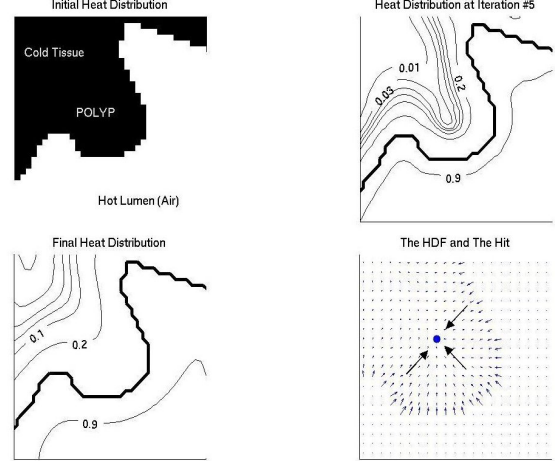 Initial Heat Distribution
Cold Tissue
POLYP
Hot Lumen (Air)
Heat Distribution at Iteration #5
0.01
0.03
0.2
0.9
Final Heat Distribution
0.1
0.2
0.9
The HDF and The Hit